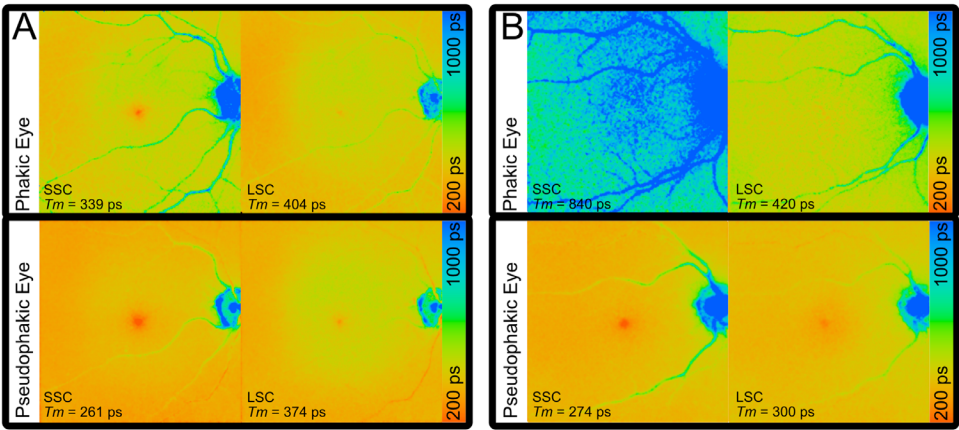 A
Phakic Eye
SSC
Tm = 339 ps
LSC
Tm = 404 ps
1000 ps
200 ps
Pseudophakic Eye
SSC
Tm = 261 ps
LSC
Tm = 374 ps
1000 ps
200 ps
B
Phakic Eye
SSC
Tm = 840 ps
LSC
Tm = 420 ps
1000 ps
200 ps
Pseudophakic Eye
SSC
Tm = 274 ps
LSC
Tm = 300 ps
1000 ps
200 ps